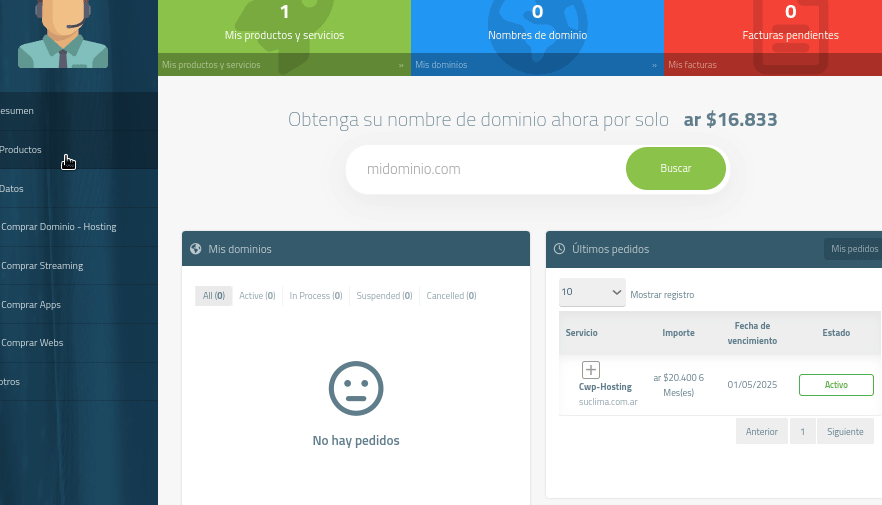 1
Mis productos y servicios
Mis productos y servicios »
0
Nombres de dominio
Mis dominios »
0
Facturas pendientes
Mis facturas
esumen
Productos
Datos
Comprar Dominio - Hosting
Comprar Streaming
Comprar Apps
Comprar Webs
otros
Obtenga su nombre de dominio ahora por solo ar $16.833
midominio.com
Buscar
Mis dominios
All (0) Active (0) In Process (0) Suspended (0) Cancelled (0)
No hay pedidos
Últimos pedidos
Mis pedidos
10 Mostrar registro
Servicio
Importe
Fecha de
vencimiento
Estado
Cwp-Hosting
suclima.com.ar
ar $20.400 6
Mes(es)
01/05/2025
Activo
Anterior 1 Siguiente